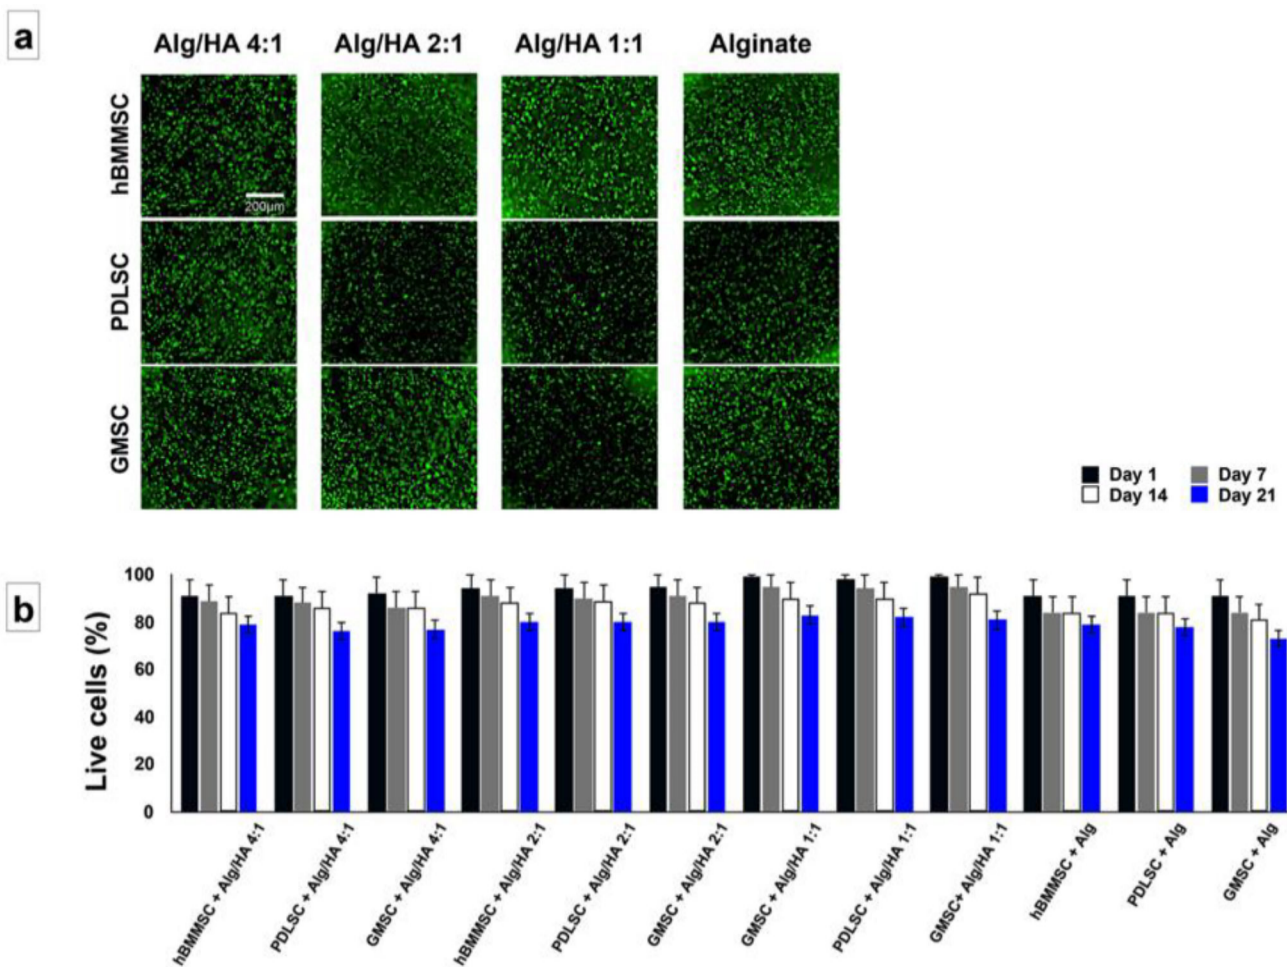 a
Alg/HA 4:1 Alg/HA 2:1 Alg/HA 1:1 Alginate
hBMMSC
200µm
PDLSC
GMSC
Day 1 Day 7
Day 14 Day 21
b
Live cells (%)
100
80
60
40
20
0
hBMMSC + Alg/HA 4:1
PDLSC + Alg/HA 4:1
GMSC + Alg/HA 4:1
hBMMSC + Alg/HA 2:1
PDLSC + Alg/HA 2:1
GMSC + Alg/HA 2:1
GMSC + Alg/HA 1:1
PDLSC + Alg/HA 1:1
GMSC+ Alg/HA 1:1
hBMMSC + Alg
PDLSC + Alg
GMSC + Alg